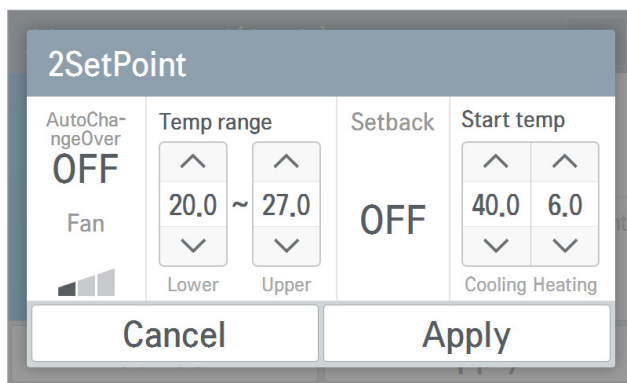 2SetPoint
AutoCha-
ngeOver
OFF
Fan
Temp range
20.0 ~ 27.0
Lower Upper
Setback
OFF
Start temp
40.0 6.0
Cooling Heating
Cancel Apply